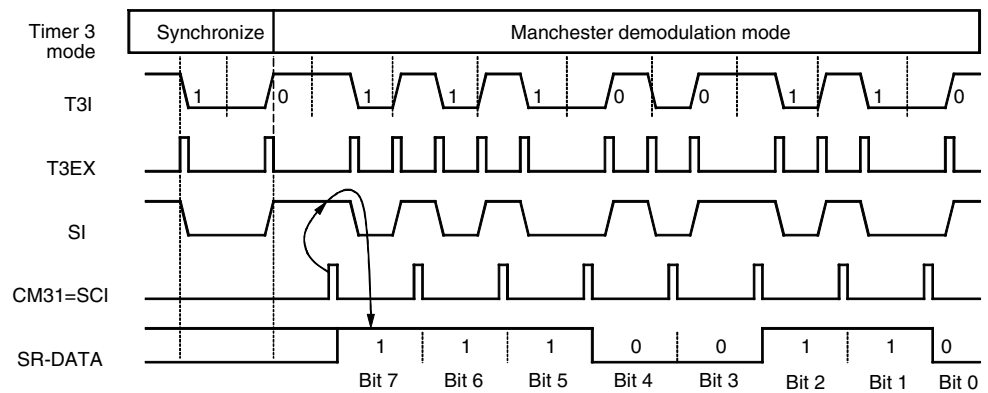 Timer 3 mode
Synchronize
Manchester demodulation mode
T3I
1 0 1 1 1 0 0 1 1 0
T3EX
SI
CM31=SCI
SR-DATA
1 1 1 0 0 1 1 0
Bit 7 Bit 6 Bit 5 Bit 4 Bit 3 Bit 2 Bit 1 Bit 0